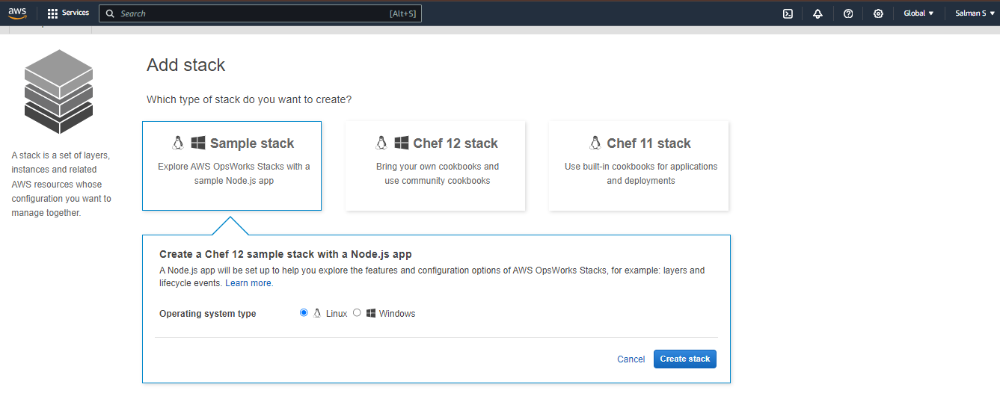 aws
Services
Search
[Alt+S]
Global
Salman S
Add stack
Which type of stack do you want to create?
A stack is a set of layers,
instances and related
AWS resources whose
configuration you want to
manage together.
Sample stack
Explore AWS OpsWorks Stacks with a
sample Node.js app
Chef 12 stack
Bring your own cookbooks and
use community cookbooks
Chef 11 stack
Use built-in cookbooks for applications
and deployments
Create a Chef 12 sample stack with a Node.js app
A Node.js app will be set up to help you explore the features and configuration options of AWS OpsWorks Stacks, for example: layers and
lifecycle events. Learn more.
Operating system type
Linux
Windows
Cancel
Create stack